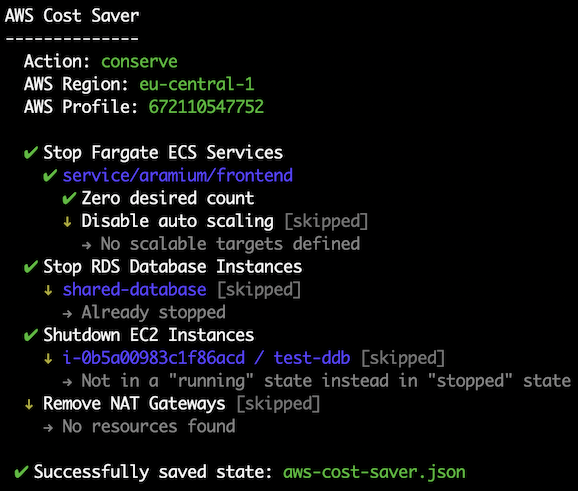 AWS Cost Saver
--------------
Action: conserve
AWS Region: eu-central-1
AWS Profile: 672110547752
✔ Stop Fargate ECS Services
✔ service/aramium/frontend
✔ Zero desired count
↓ Disable auto scaling [skipped]
→ No scalable targets defined
✔ Stop RDS Database Instances
↓ shared-database [skipped]
→ Already stopped
✔ Shutdown EC2 Instances
↓ i-0b5a00983c1f86acd / test-ddb [skipped]
→ Not in a "running" state instead in "stopped" state
↓ Remove NAT Gateways [skipped]
→ No resources found
✔ Successfully saved state: aws-cost-saver.json